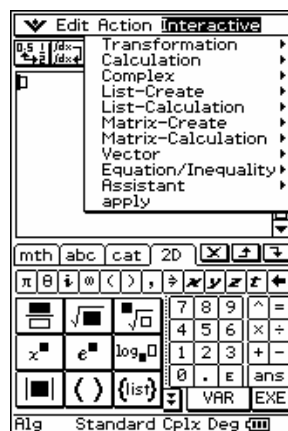 Edit Action Interactive
Transformation
Calculation
Complex
List-Create
List-Calculation
Matrix-Create
Matrix-Calculation
Vector
Equation/Inequality
Assistant
apply
mth abc cat 2D
π θ i ∞ ( ) , ⇒ x y z t ←
7 8 9 ^ =
4 5 6 × ÷
1 2 3 + -
0 . E ans
√■ ■√□
x■ e■ log■□
|■| ( ) {list}
VAR EXE
Alg Standard Cplx Deg